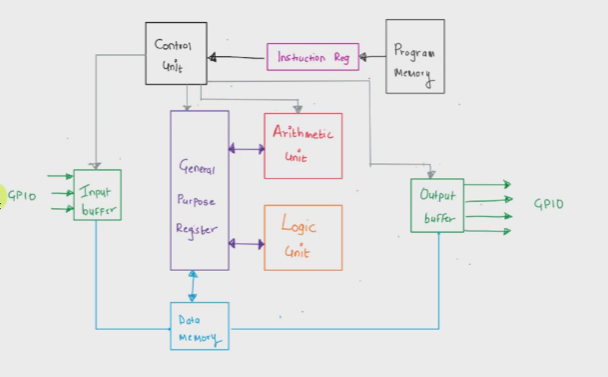 Control
Unit
Instruction Reg
Program
Memory
General
Purpose
Register
Arithmetic
Unit
Logic
Unit
GPIO
Input
buffer
Output
buffer
GPIO
Data
Memory